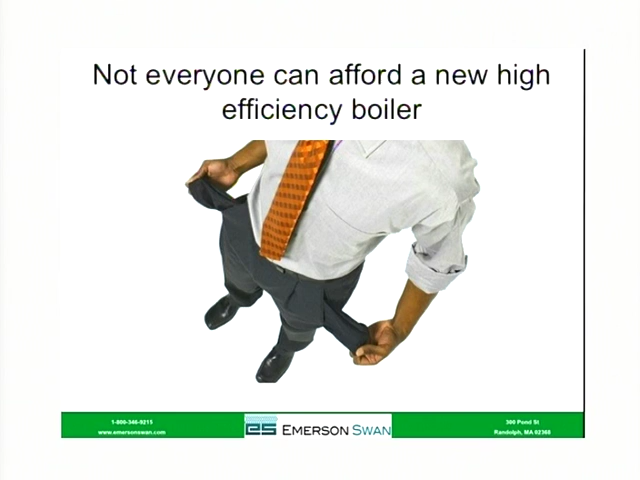 Not everyone can afford a new high
efficiency boiler
1-800-346-9215
www.emersonswan.com
ES EMERSON SWAN
300 Pond St
Randolph, MA 02368